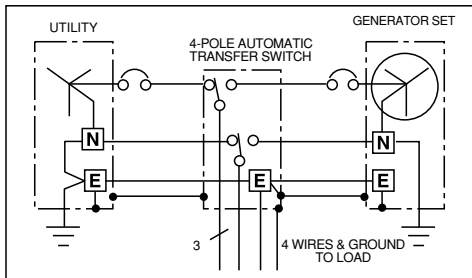 GENERATOR SET
UTILITY
4-POLE AUTOMATIC
TRANSFER SWITCH
N
N
E
E
E
3
4 WIRES & GROUND
TO LOAD